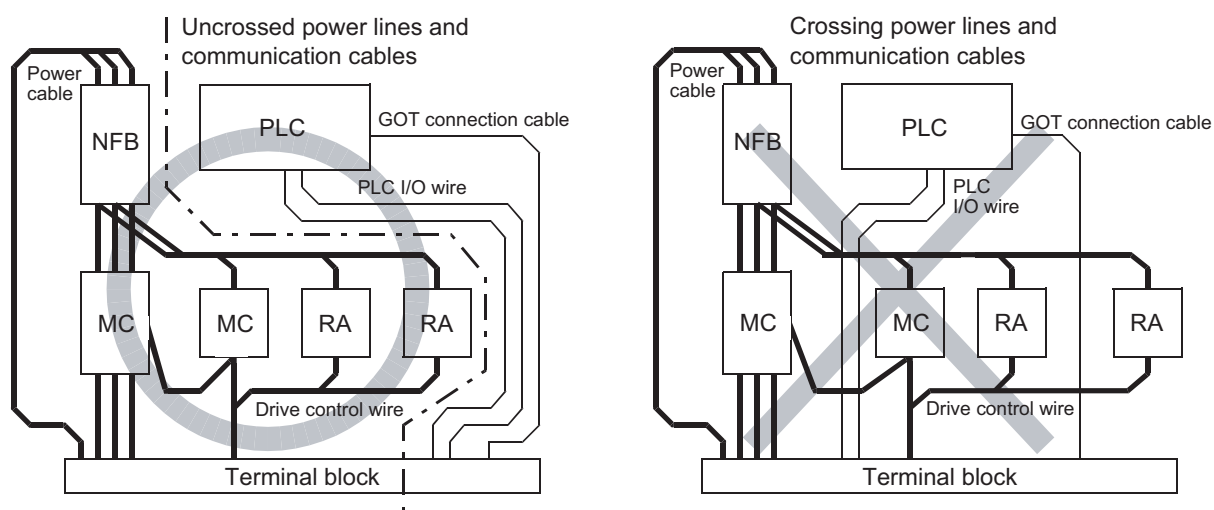 Uncrossed power lines and
communication cables
Power
cable
NFB
PLC
GOT connection cable
PLC I/O wire
MC
MC
RA
RA
Drive control wire
Terminal block
Crossing power lines and
communication cables
Power
cable
NFB
PLC
GOT connection cable
PLC
I/O wire
MC
MC
RA
RA
Drive control wire
Terminal block